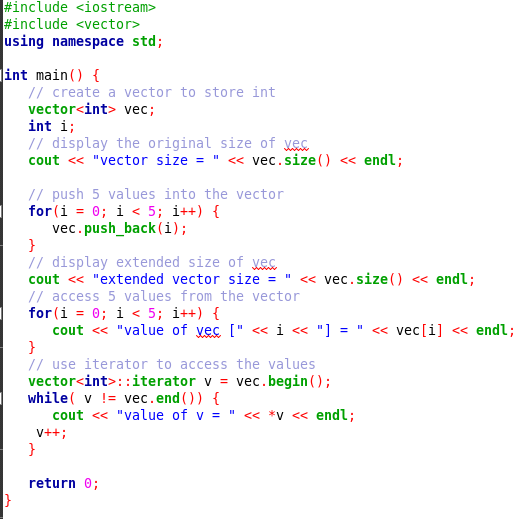 #include <iostream>
#include <vector>
using namespace std;

int main() {
   // create a vector to store int
   vector<int> vec;
   int i;
   // display the original size of vec
   cout << "vector size = " << vec.size() << endl;

   // push 5 values into the vector
   for(i = 0; i < 5; i++) {
      vec.push_back(i);
   }
   // display extended size of vec
   cout << "extended vector size = " << vec.size() << endl;
   // access 5 values from the vector
   for(i = 0; i < 5; i++) {
      cout << "value of vec [" << i << "] = " << vec[i] << endl;
   }
   // use iterator to access the values
   vector<int>::iterator v = vec.begin();
   while( v != vec.end()) {
      cout << "value of v = " << *v << endl;
    v++;
   }

   return 0;
}